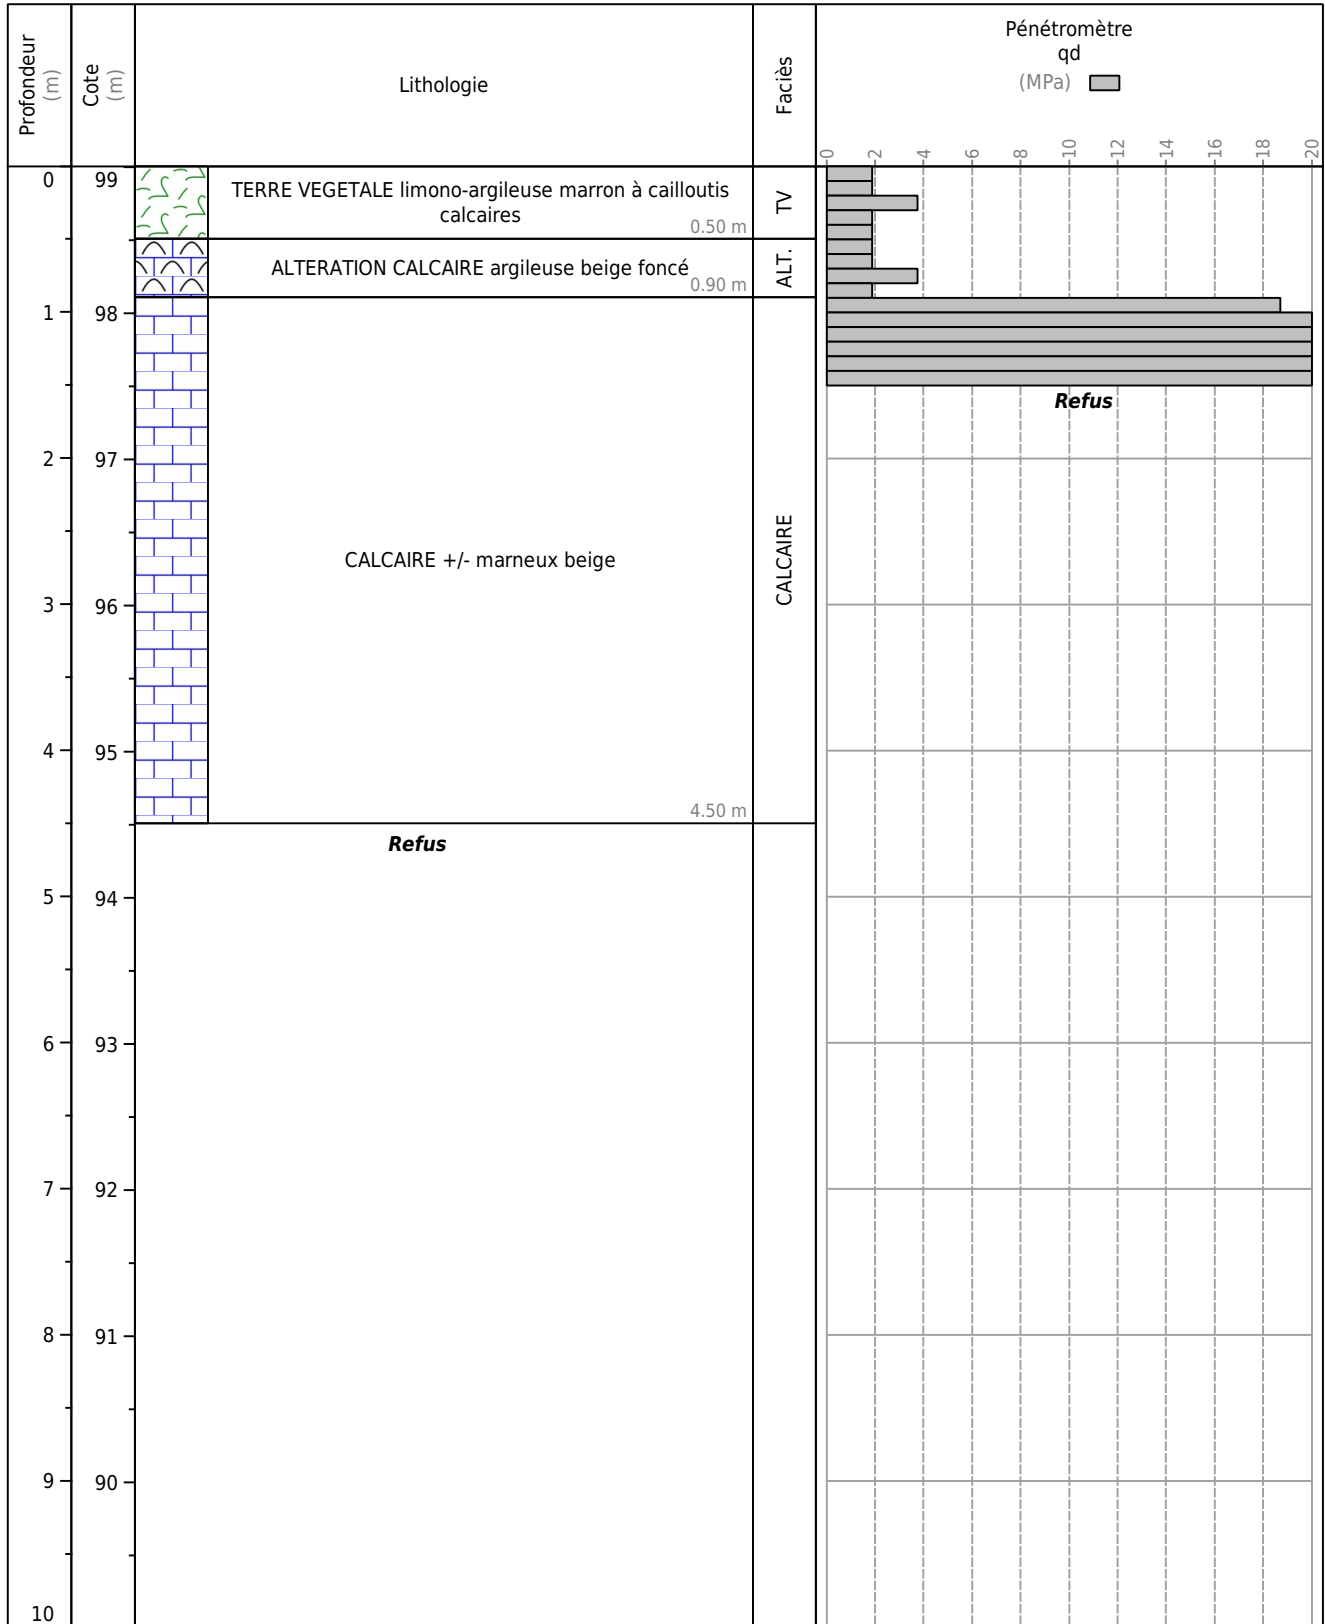 Profondeur
(m)
Cote
(m)
Lithologie
Faciès
Pénétromètre
qd
(MPa)
0 2 4 6 8 10 12 14 16 18 20
0 99
TERRE VEGETALE limono-argileuse marron à cailloutis
calcaires
0.50 m
TV
ALTERATION CALCAIRE argileuse beige foncé
0.90 m
ALT.
1 98
Refus
2 97
CALCAIRE +/- marneux beige
CALCAIRE
3 96
4 95
4.50 m
Refus
5 94
6 93
7 92
8 91
9 90
10